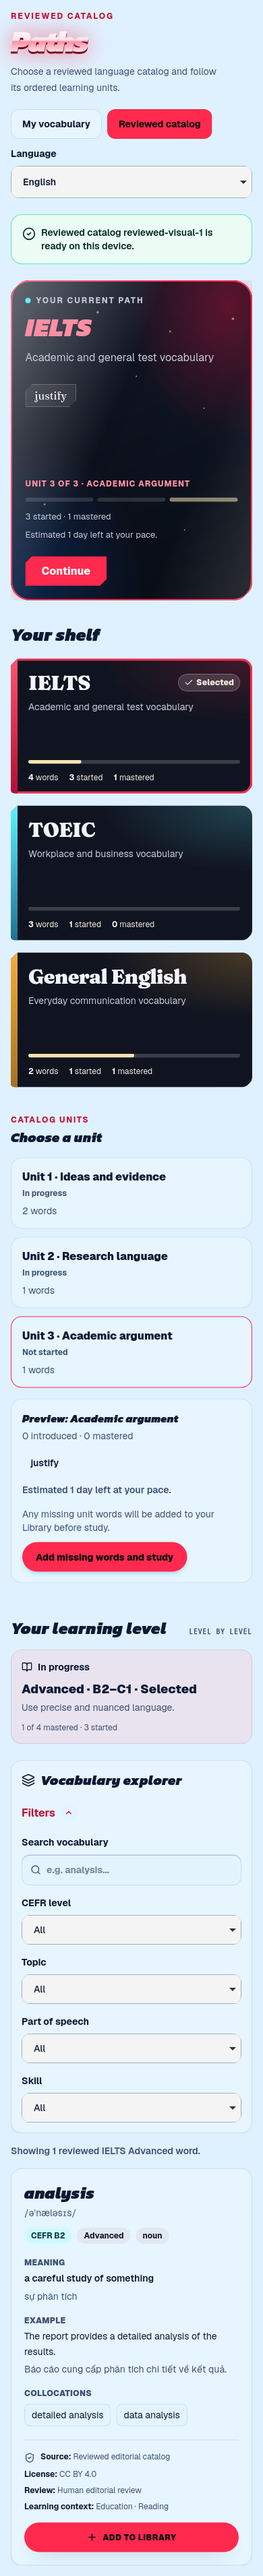 REVIEWED CATALOG
Paths
Choose a reviewed language catalog and follow
its ordered learning units.
My vocabulary
Reviewed catalog
Language
English
Reviewed catalog reviewed-visual-1 is
ready on this device.
YOUR CURRENT PATH
IELTS
Academic and general test vocabulary
justify
UNIT 3 OF 3 · ACADEMIC ARGUMENT
3 started · 1 mastered
Estimated 1 day left at your pace.
Continue
Your shelf
IELTS
Selected
Academic and general test vocabulary
4 words 3 started 1 mastered
TOEIC
Workplace and business vocabulary
3 words 1 started 0 mastered
General English
Everyday communication vocabulary
2 words 1 started 1 mastered
CATALOG UNITS
Choose a unit
Unit 1 · Ideas and evidence
In progress
2 words
Unit 2 · Research language
In progress
1 words
Unit 3 · Academic argument
Not started
1 words
Preview: Academic argument
0 introduced · 0 mastered
justify
Estimated 1 day left at your pace.
Any missing unit words will be added to your
Library before study.
Add missing words and study
Your learning level
LEVEL BY LEVEL
In progress
Advanced · B2–C1 · Selected
Use precise and nuanced language.
1 of 4 mastered · 3 started
Vocabulary explorer
Filters
Search vocabulary
e.g. analysis...
CEFR level
All
Topic
All
Part of speech
All
Skill
All
Showing 1 reviewed IELTS Advanced word.
analysis
/əˈnæləsɪs/
CEFR B2 Advanced noun
MEANING
a careful study of something
sự phân tích
EXAMPLE
The report provides a detailed analysis of the
results.
Báo cáo cung cấp phân tích chi tiết về kết quả.
COLLOCATIONS
detailed analysis data analysis
Source: Reviewed editorial catalog
License: CC BY 4.0
Review: Human editorial review
Learning context: Education · Reading
ADD TO LIBRARY